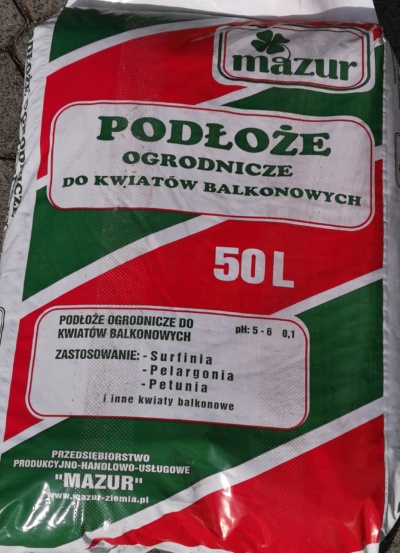 mazur
PODŁOŻE
OGRODNICZE
DO KWIATÓW BALKONOWYCH
50 L
PODŁOŻE OGRODNICZE DO
KWIATÓW BALKONOWYCH
pH: 5 - 6 0,1
ZASTOSOWANIE: - Surfinia
- Pelargonia
- Petunia
i inne kwiaty balkonowe
PRZEDSIĘBIORSTWO
PRODUKCYJNO-HANDLOWO-USŁUGOWE
"MAZUR"
www.mazur-ziemia.pl